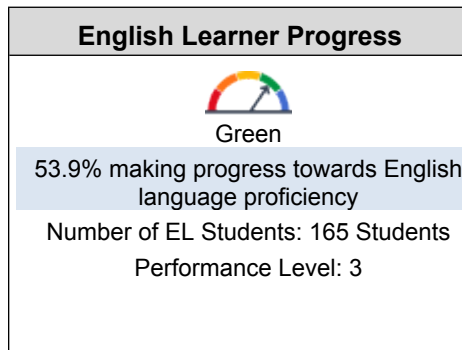 English Learner Progress
Green
53.9% making progress towards English
language proficiency
Number of EL Students: 165 Students
Performance Level: 3